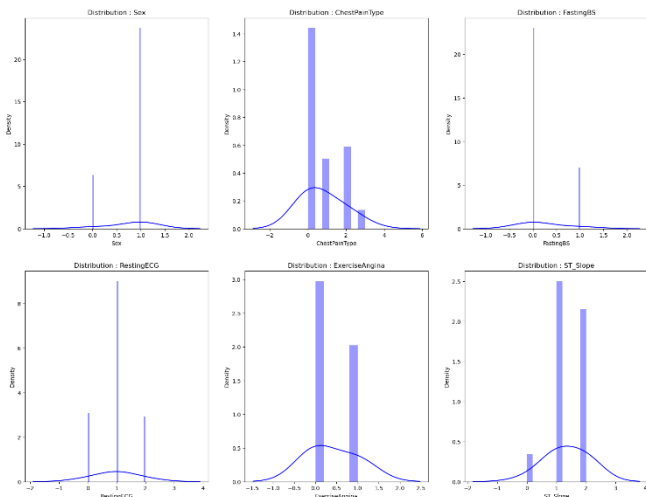 Distribution : Sex
Density
20
15
10
5
0
−1.0 −0.5 0.0 0.5 1.0 1.5 2.0
Sex
Distribution : ChestPainType
Density
1.4
1.2
1.0
0.8
0.6
0.4
0.2
0.0
−2 0 2 4 6
ChestPainType
Distribution : FastingBS
Density
20
15
10
5
0
−1.0 −0.5 0.0 0.5 1.0 1.5 2.0
FastingBS
Distribution : RestingECG
Density
8
6
4
2
0
−2 −1 0 1 2 3 4
RestingECG
Distribution : ExerciseAngina
Density
3.0
2.5
2.0
1.5
1.0
0.5
0.0
−1.5 −1.0 −0.5 0.0 0.5 1.0 1.5 2.0 2.5
ExerciseAngina
Distribution : ST_Slope
Density
2.5
2.0
1.5
1.0
0.5
0.0
−1 0 1 2 3 4
ST_Slope